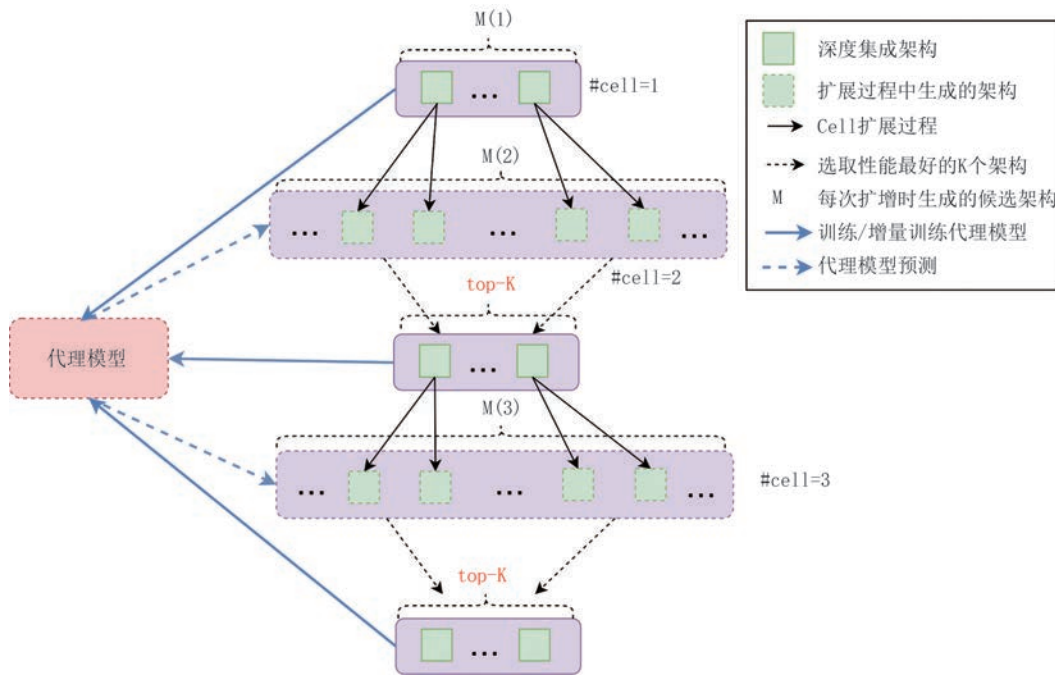 M(1)
#cell=1
M(2)
#cell=2
top-K
代理模型
M(3)
#cell=3
top-K
深度集成架构
扩展过程中生成的架构
Cell扩展过程
选取性能最好的K个架构
M 每次扩增时生成的候选架构
训练/增量训练代理模型
代理模型预测